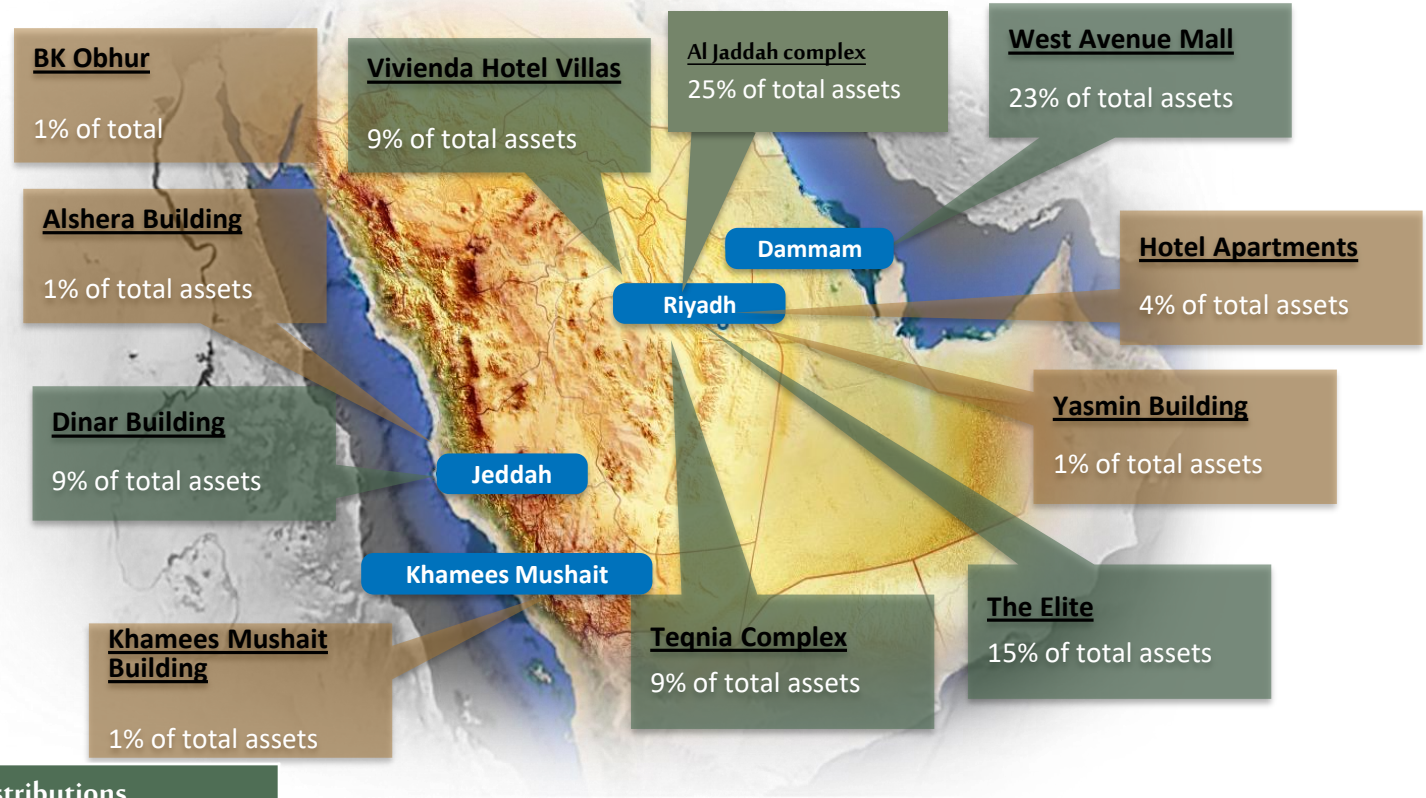 BK Obhur
1% of total
Vivienda Hotel Villas
9% of total assets
Al Jaddah complex
25% of total assets
West Avenue Mall
23% of total assets
Alshera Building
1% of total assets
Dammam
Hotel Apartments
4% of total assets
Riyadh
Dinar Building
9% of total assets
Yasmin Building
1% of total assets
Jeddah
Khamees Mushait
Khamees Mushait
Building
1% of total assets
Teqnia Complex
9% of total assets
The Elite
15% of total assets